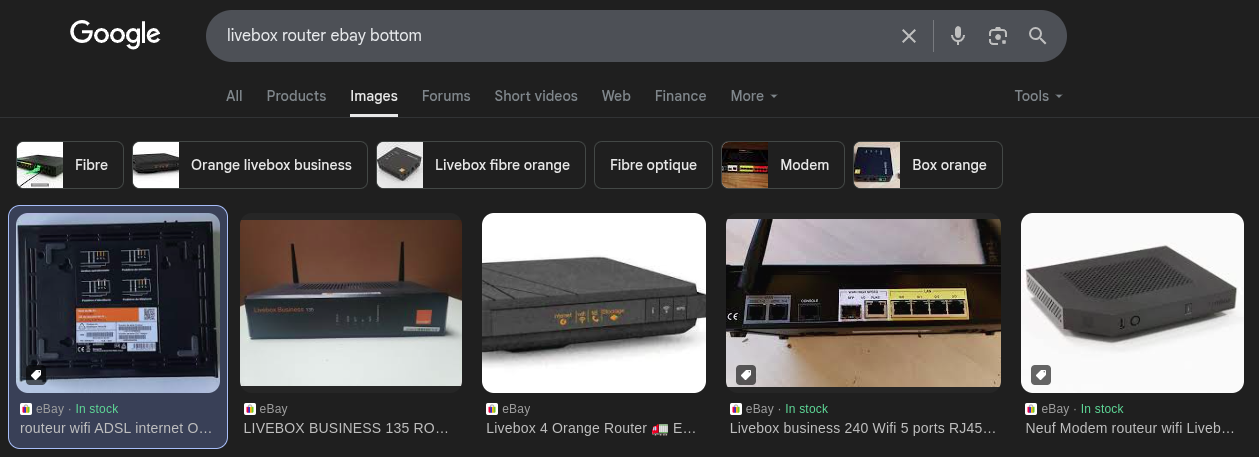 Google
livebox router ebay bottom
All Products Images Forums Short videos Web Finance More Tools
Fibre
Orange livebox business
Livebox fibre orange
Fibre optique
Modem
Box orange
Livebox Business
CONSOLE
LAN
CE
eBay · In stock
routeur wifi ADSL internet O...
eBay
LIVEBOX BUSINESS 135 RO...
eBay
Livebox 4 Orange Router 🚛 E...
eBay · In stock
Livebox business 240 Wifi 5 ports RJ45...
eBay · In stock
Neuf Modem routeur wifi Liveb...